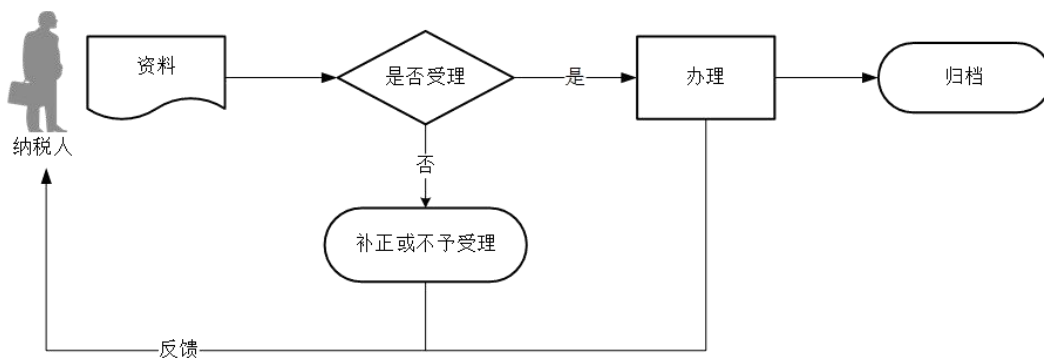 资料
是否受理
是
办理
归档
纳税人
否
补正或不予受理
反馈